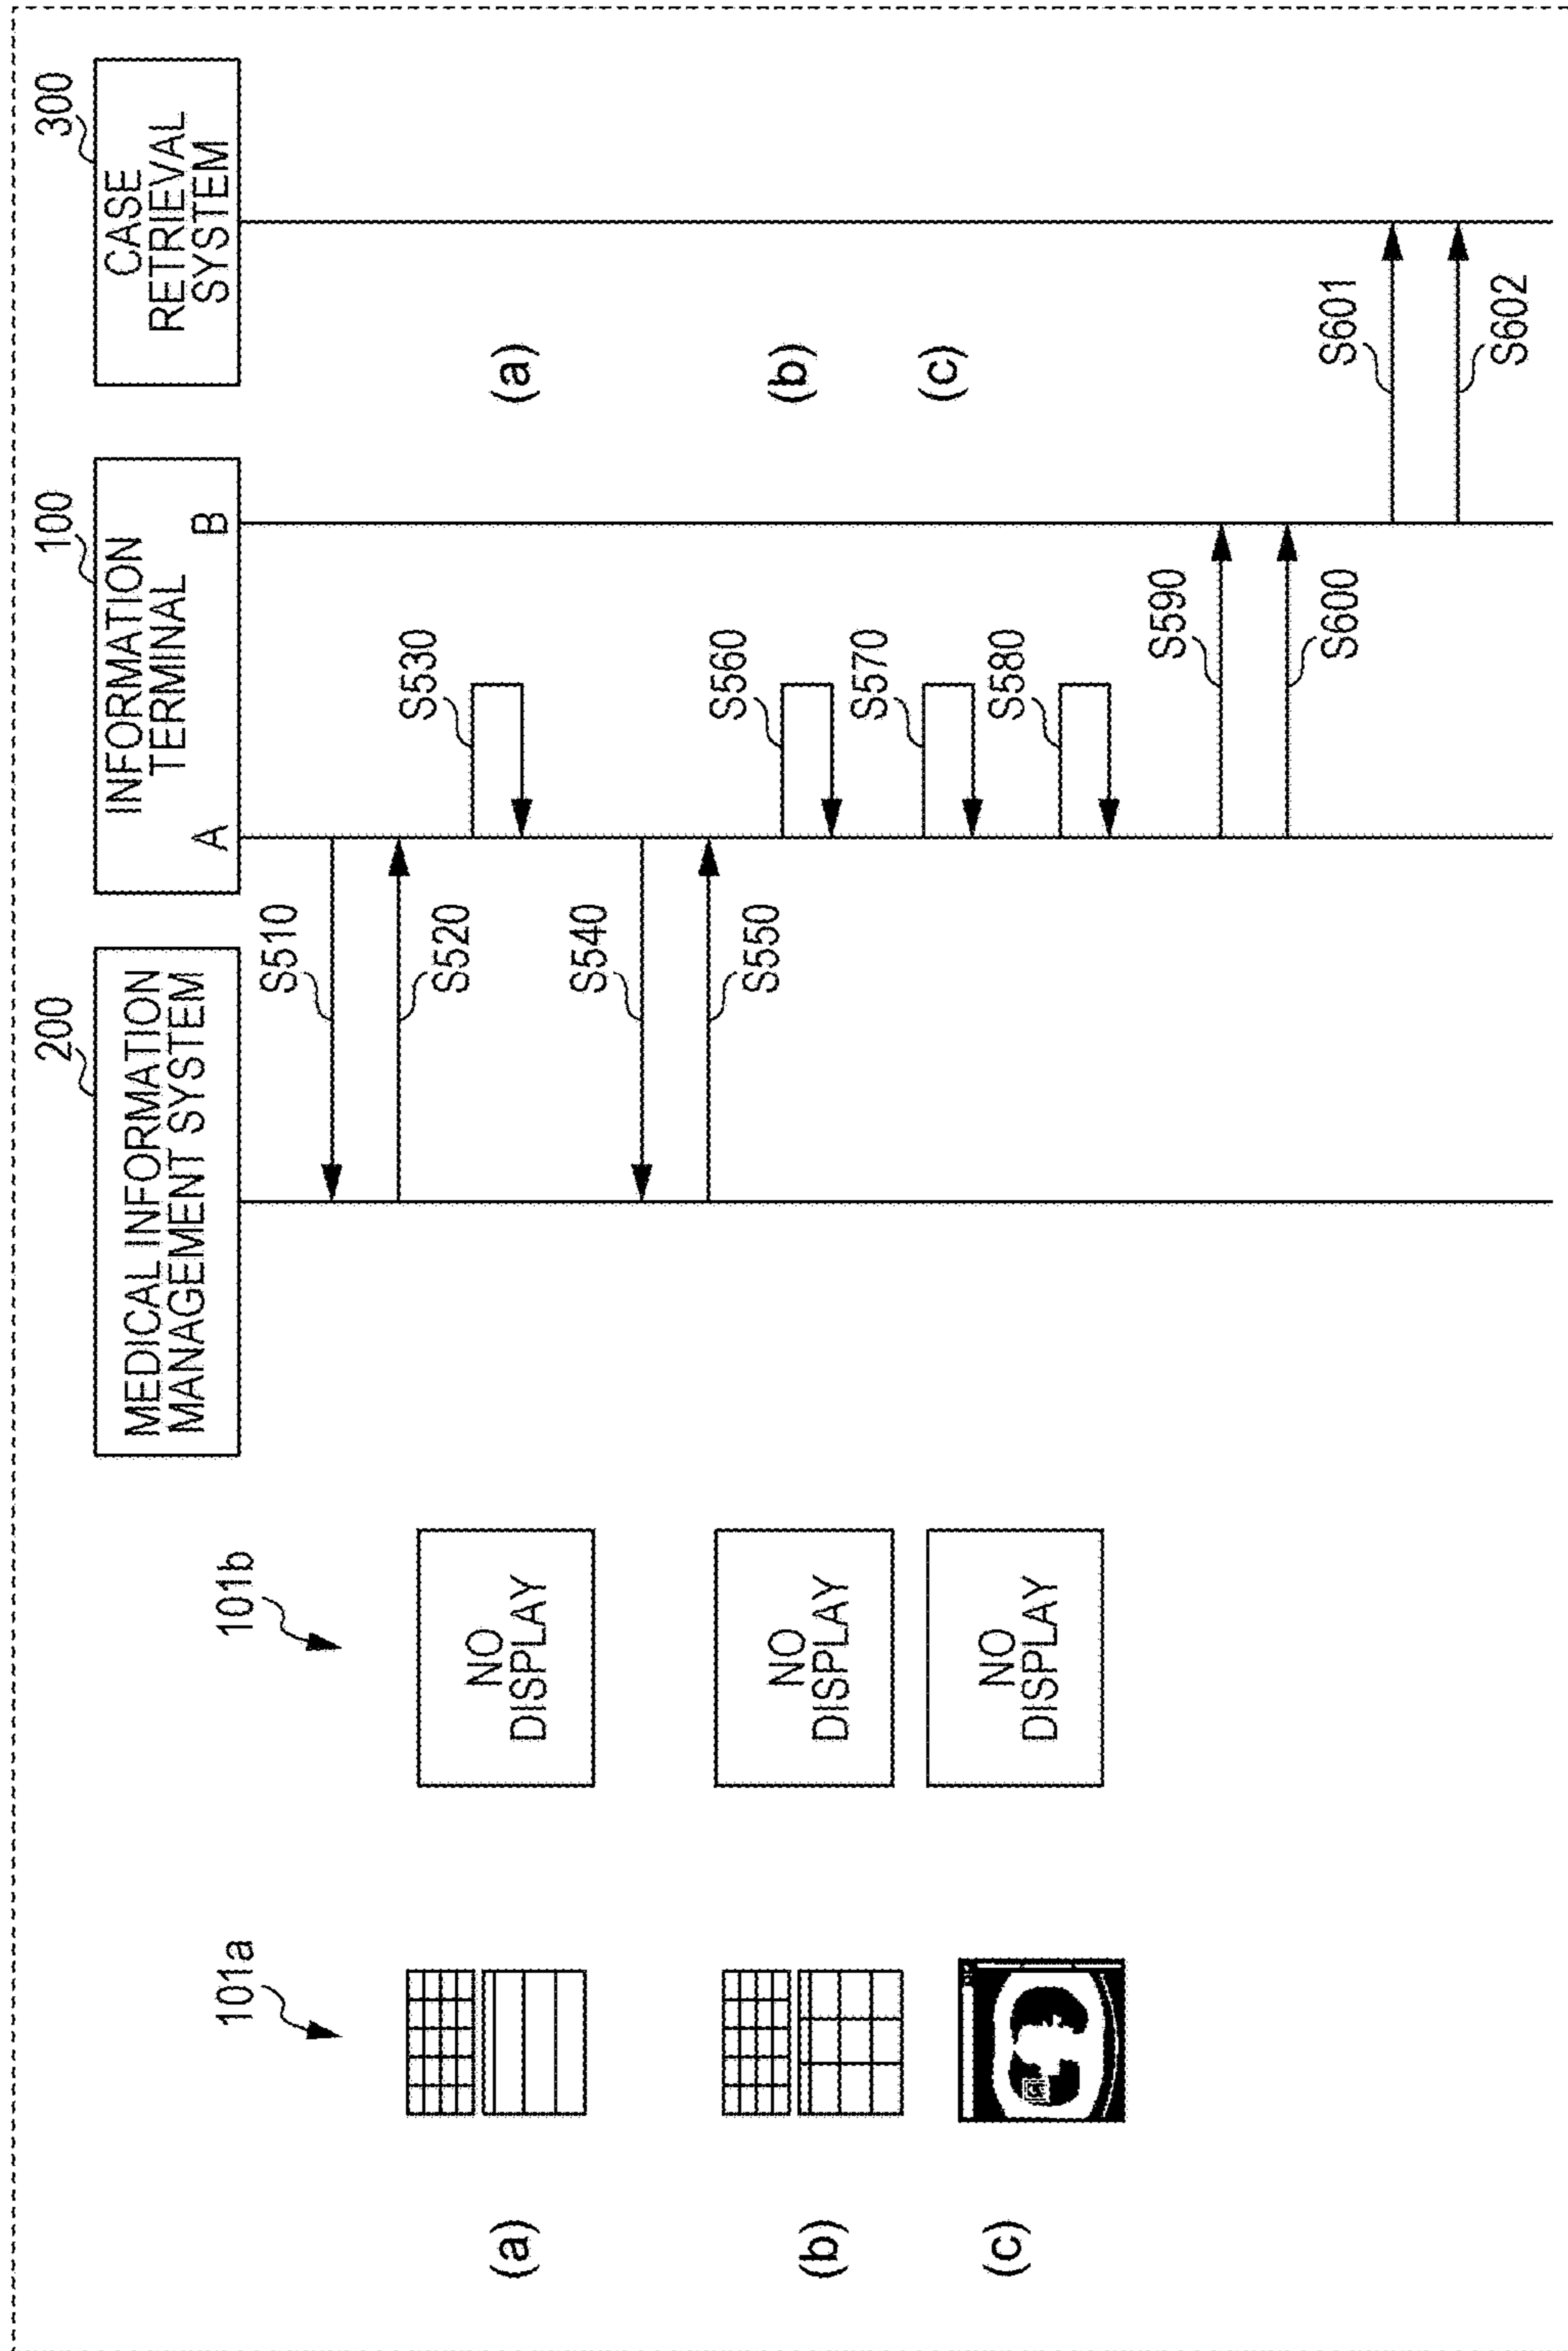 101a
101b
200
MEDICAL INFORMATION
MANAGEMENT SYSTEM
100
INFORMATION
TERMINAL
A
B
300
CASE
RETRIEVAL
SYSTEM
S510
S520
(a)
NO
DISPLAY
S530
(a)
S540
S550
(b)
NO
DISPLAY
S560
(b)
(c)
NO
DISPLAY
S570
(c)
S580
S590
S600
S601
S602